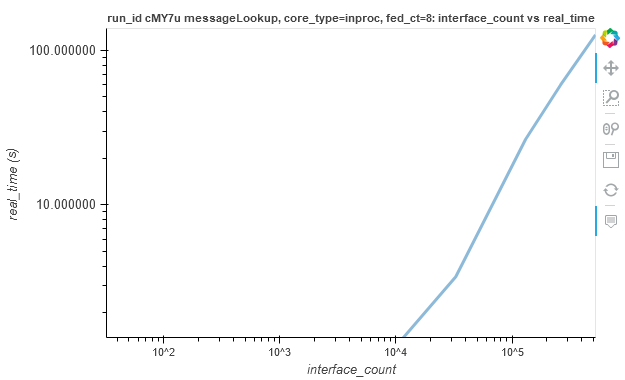 run_id cMY7u messageLookup, core_type=inproc, fed_ct=8: interface_count vs real_time
100.000000
10.000000
real_time (s)
10^2 10^3 10^4 10^5
interface_count